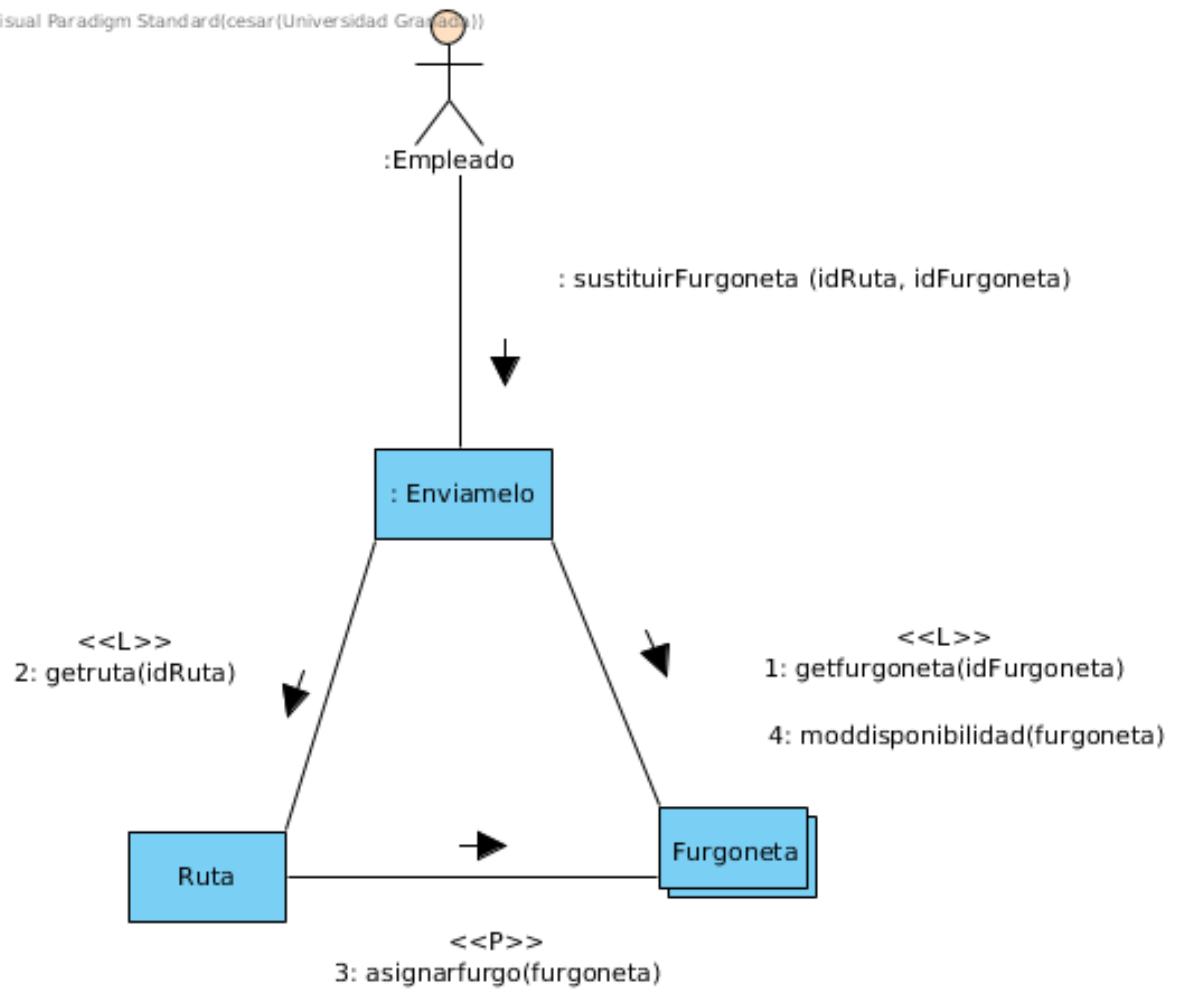 isual Paradigm Standard(cesar(Universidad Granada))
:Empleado
: sustituirFurgoneta (idRuta, idFurgoneta)
: Enviamelo
<<L>>
2: getruta(idRuta)
<<L>>
1: getfurgoneta(idFurgoneta)
4: moddisponibilidad(furgoneta)
Ruta
Furgoneta
<<P>>
3: asignarfurgo(furgoneta)